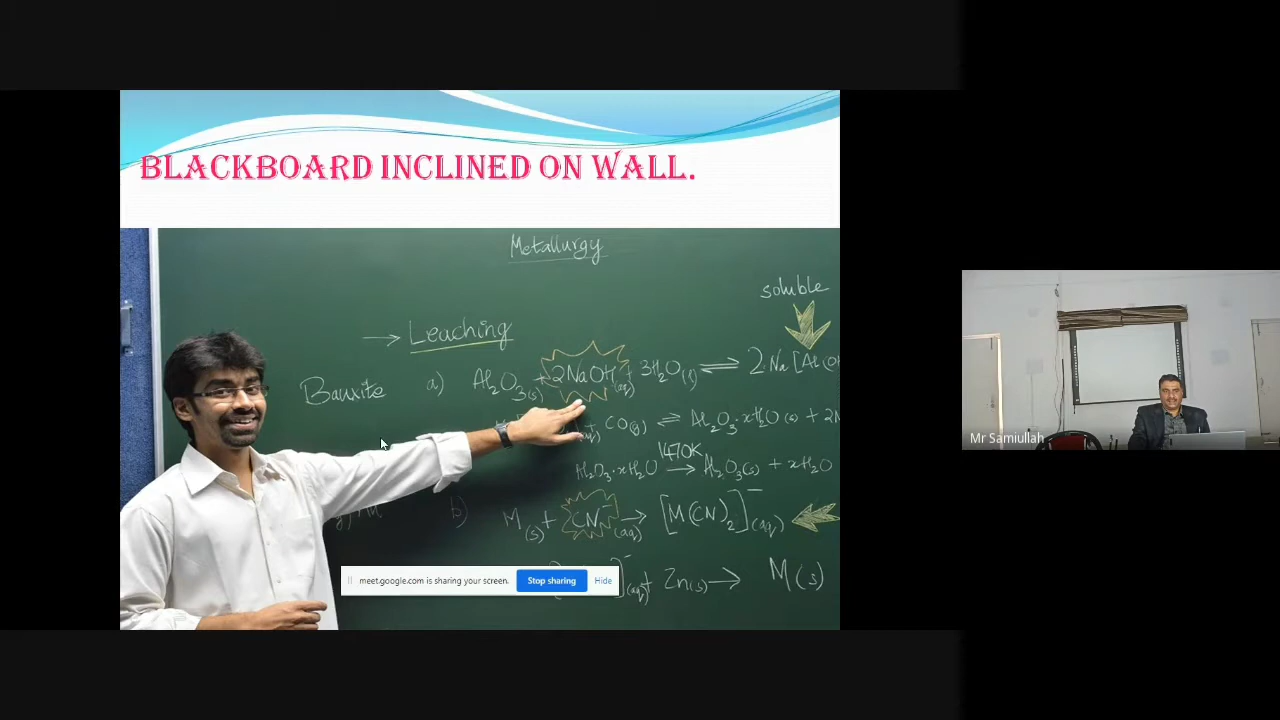 BLACKBOARD INCLINED ON WALL.
Metallurgy
soluble
→ Leaching
Bauxite a) Al₂O₃(s) + 2NaOH(aq) + 3H₂O(l) ⇌ 2Na[Al(OH
CO₂(g) ⇌ Al₂O₃·xH₂O(s) +
1470K
Al₂O₃·xH₂O → Al₂O₃(s) + xH₂O
b) M(s) + CN⁻(aq) → [M(CN)₂]⁻(aq)
]⁻(aq) + Zn(s) → M(s)
meet.google.com is sharing your screen. Stop sharing Hide
Mr Samiullah